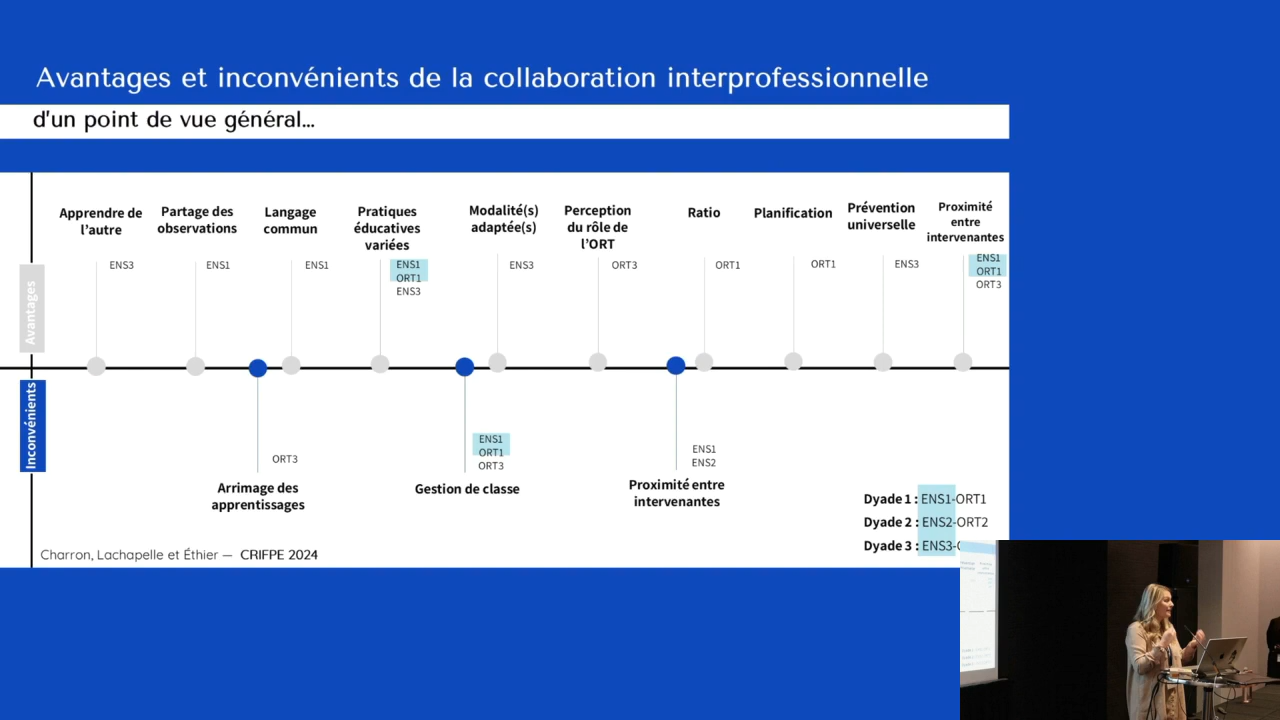 Avantages et inconvénients de la collaboration interprofessionnelle
d'un point de vue général...
Apprendre de
l'autre
Partage des
observations
Langage
commun
Pratiques
éducatives
variées
Modalité(s)
adaptée(s)
Perception
du rôle de
l'ORT
Ratio
Planification
Prévention
universelle
Proximité
entre
intervenantes
Avantages
ENS3
ENS1
ENS1
ENS1
ORT1
ENS3
ENS3
ORT3
ORT1
ORT1
ENS3
ENS1
ORT1
ORT3
Inconvénients
ORT3
Arrimage des
apprentissages
ENS1
ORT1
ORT3
Gestion de classe
ENS1
ENS2
Proximité entre
intervenantes
Dyade 1 : ENS1-ORT1
Dyade 2 : ENS2-ORT2
Dyade 3 : ENS3-
Charron, Lachapelle et Éthier — CRIFPE 2024